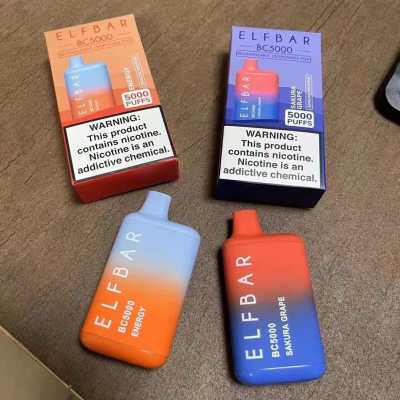 ELFBAR
BC5000
ENERGY
5000
PUFFS
WARNING:
This product
contains nicotine.
Nicotine is an
addictive chemical.
ELFBAR
BC5000
SAKURA
GRAPE
5000
PUFFS
WARNING:
This product
contains nicotine.
Nicotine is an
addictive chemical.
ELFBAR
BC5000
ENERGY
ELFBAR
BC5000
SAKURA GRAPE